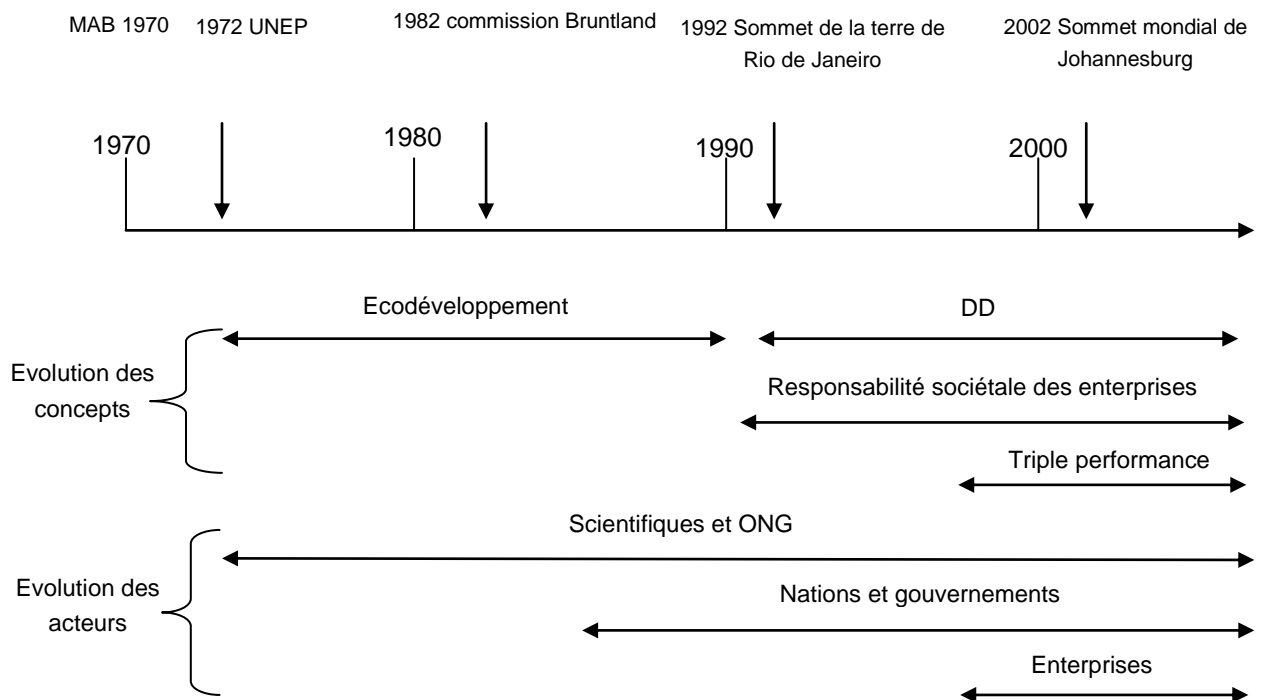 MAB 1970
1972 UNEP
1982 commission Bruntland
1992 Sommet de la terre de
Rio de Janeiro
2002 Sommet mondial de
Johannesburg
1970
1980
1990
2000
Ecodéveloppement
DD
Evolution des
concepts
Responsabilité sociétale des enterprises
Triple performance
Scientifiques et ONG
Evolution des
acteurs
Nations et gouvernements
Enterprises